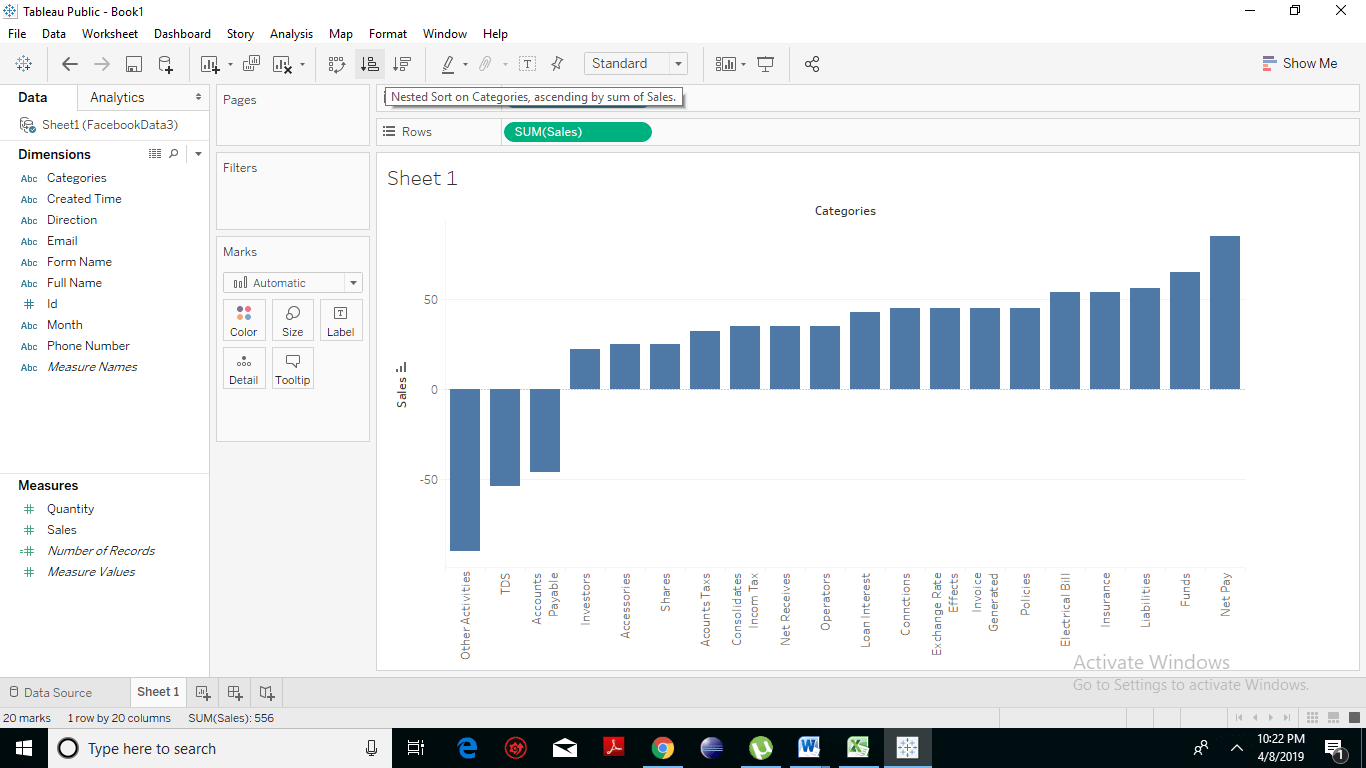 Tableau Public - Book1
File Data Worksheet Dashboard Story Analysis Map Format Window Help
Standard
Show Me
Data Analytics
Pages
Nested Sort on Categories, ascending by sum of Sales.
Sheet1 (FacebookData3)
Rows SUM(Sales)
Dimensions
Abc Categories
Abc Created Time
Abc Direction
Abc Email
Abc Form Name
Abc Full Name
# Id
Abc Month
Abc Phone Number
Abc Measure Names
Measures
# Quantity
# Sales
=# Number of Records
# Measure Values
Filters
Marks
Automatic
Color Size Label
Detail Tooltip
Sheet 1
Categories
Sales
50
0
-50
Other Activities
TDS
Accounts
Payable
Investors
Accessories
Shares
Acounts Taxs
Consolidates
Incom Tax
Net Receives
Operators
Loan Interest
Connctions
Exchange Rate
Effects
Invoice
Generated
Policies
Electrical Bill
Insurance
Liabilities
Funds
Net Pay
Activate Windows
Go to Settings to activate Windows.
Data Source Sheet 1
20 marks 1 row by 20 columns SUM(Sales): 556
Type here to search
10:22 PM
4/8/2019
1